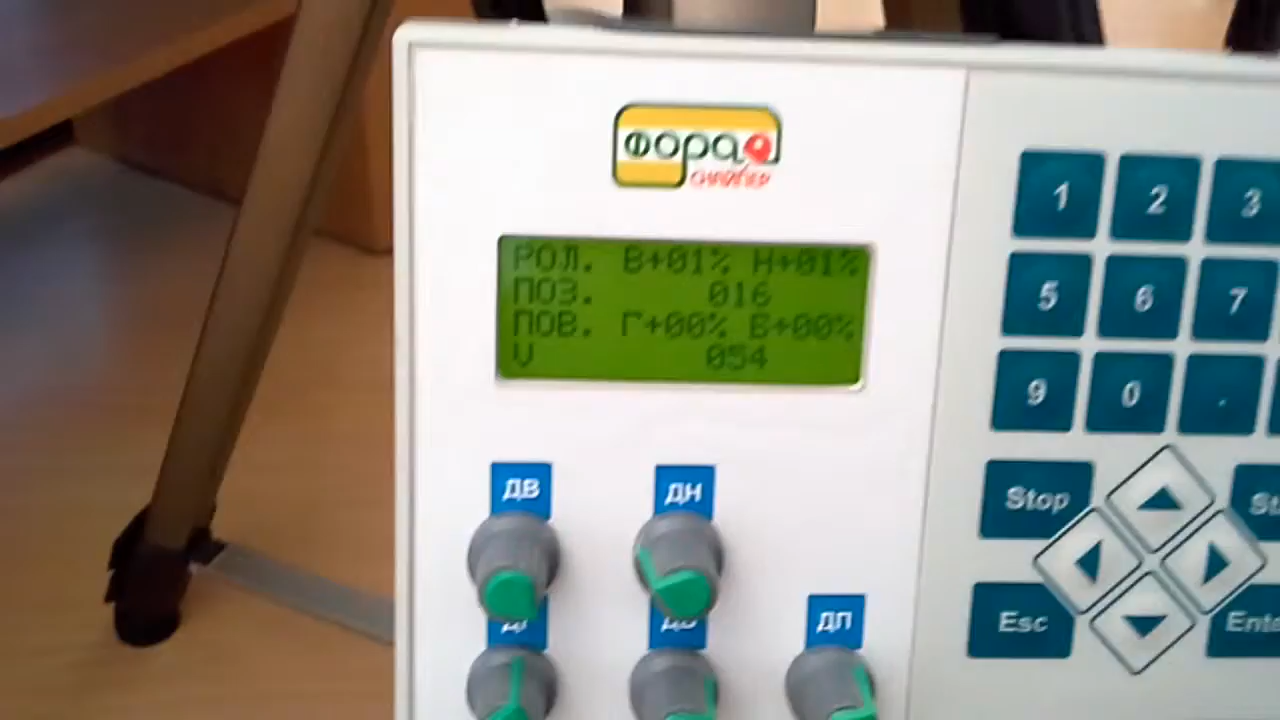 Фора
РОЛ. В+01% Н+01%
ПОЗ. 016
ПОВ. Г+00% Б+00%
V 054
ДВ
ДН
ДП
1
2
3
5
6
7
9
0
.
Stop
Esc